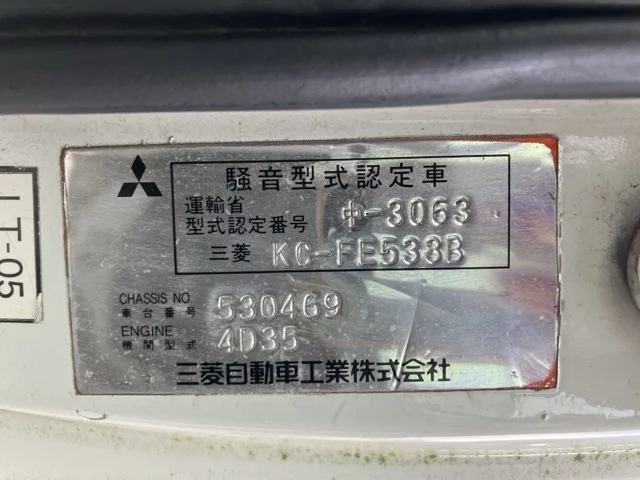 騒音型式認定車
運輸省
型式認定番号 中-3063
三菱 KC-FE533B
CHASSIS NO.
車台番号 530469
ENGINE
機関型式 4D35
三菱自動車工業株式会社
LT-05